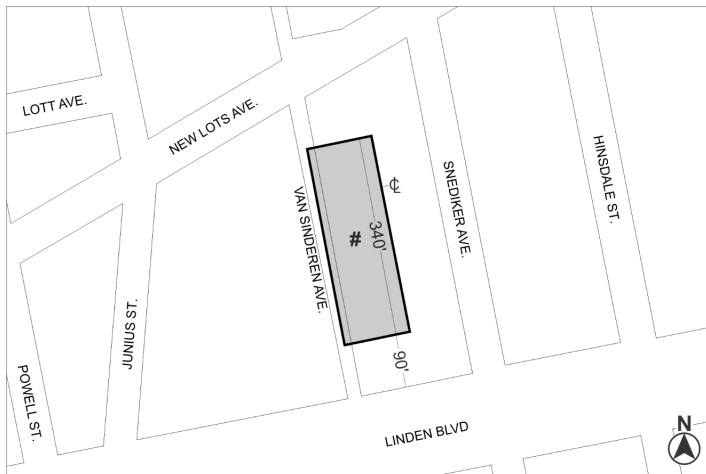 LOTT AVE.
NEW LOTS AVE.
VAN SINDEREN AVE.
SNEDIKER AVE.
HINSDALE ST.
℄
#
340'
90'
JUNIUS ST.
POWELL ST.
LINDEN BLVD
N